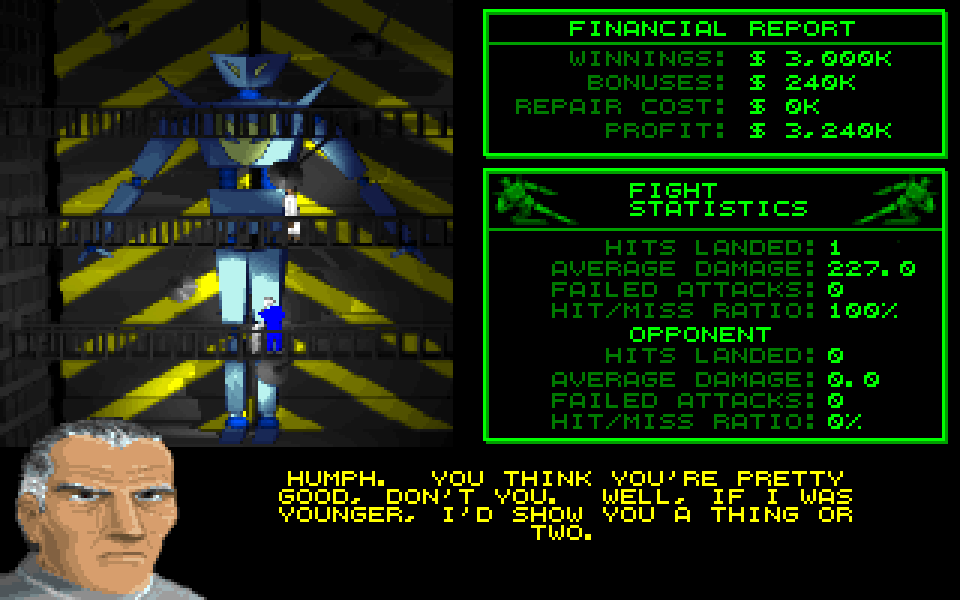 FINANCIAL REPORT
WINNINGS: $ 3,000K
BONUSES: $ 240K
REPAIR COST: $ 0K
PROFIT: $ 3,240K
FIGHT
STATISTICS
HITS LANDED: 1
AVERAGE DAMAGE: 227.0
FAILED ATTACKS: 0
HIT/MISS RATIO: 100%
OPPONENT
HITS LANDED: 0
AVERAGE DAMAGE: 0.0
FAILED ATTACKS: 0
HIT/MISS RATIO: 0%
HUMPH. YOU THINK YOU'RE PRETTY
GOOD, DON'T YOU. WELL, IF I WAS
YOUNGER, I'D SHOW YOU A THING OR
TWO.